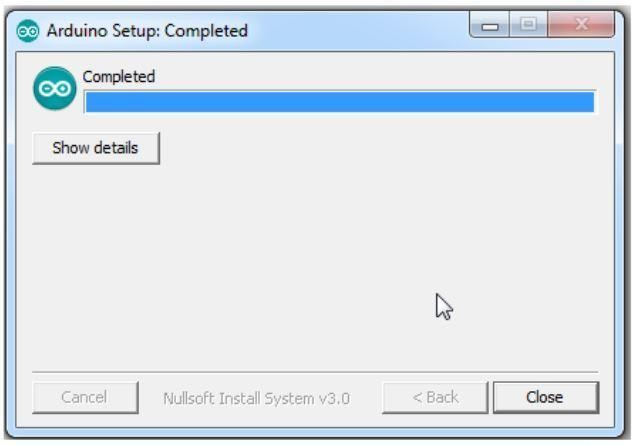 Arduino Setup: Completed
Completed
Show details
Cancel
Nullsoft Install System v3.0
< Back
Close